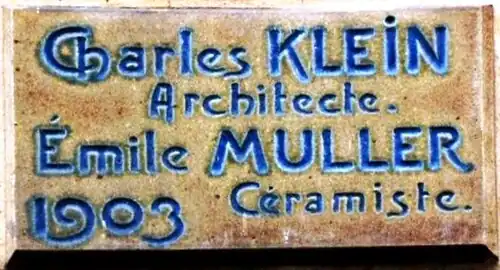 Charles KLEiN
Architecte.
Émile MULLER
1903 Céramiste.